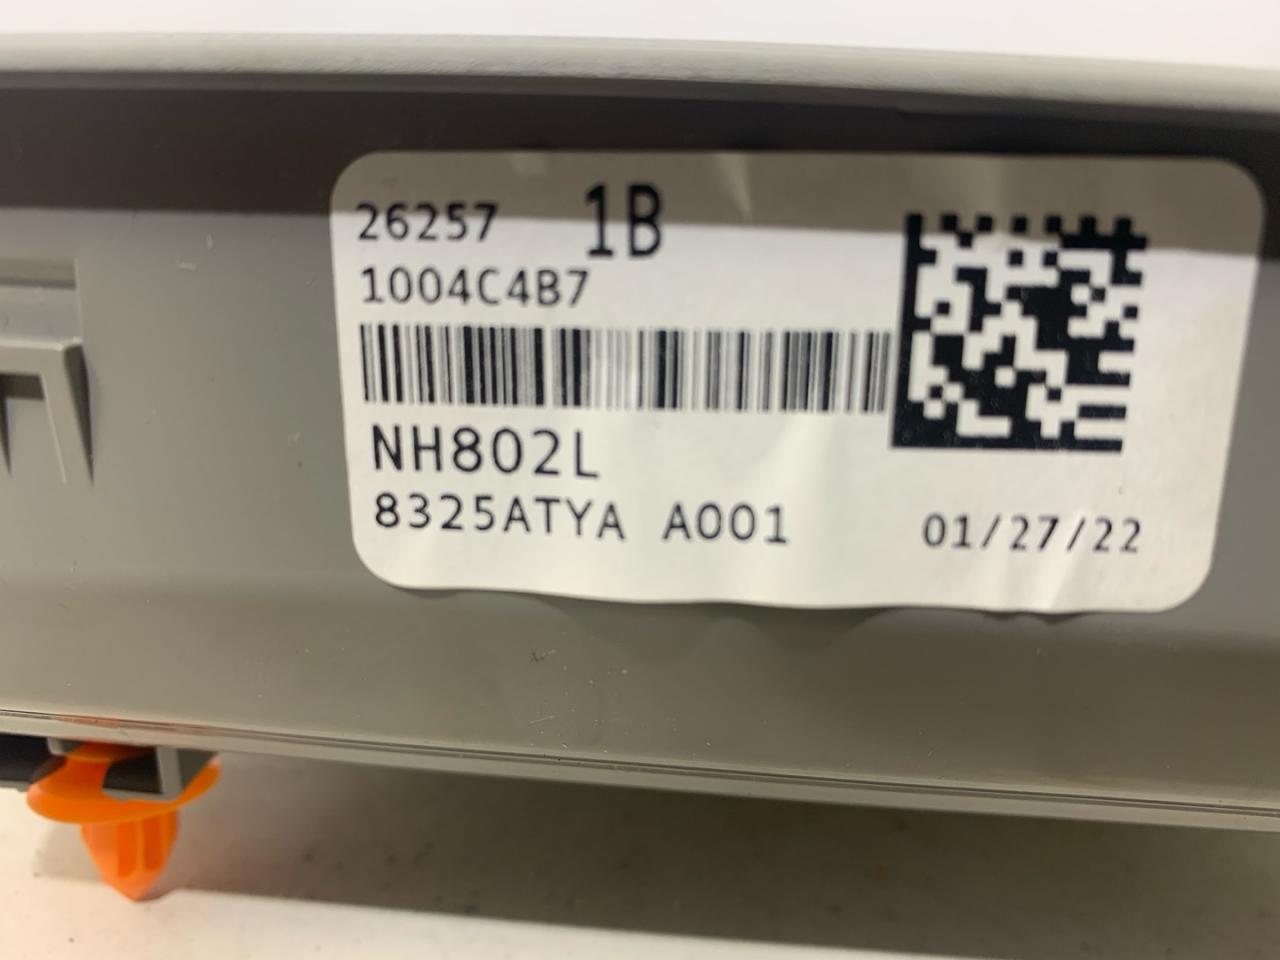 26257 1B
1004C4B7
NH802L
8325ATYA A001 01/27/22